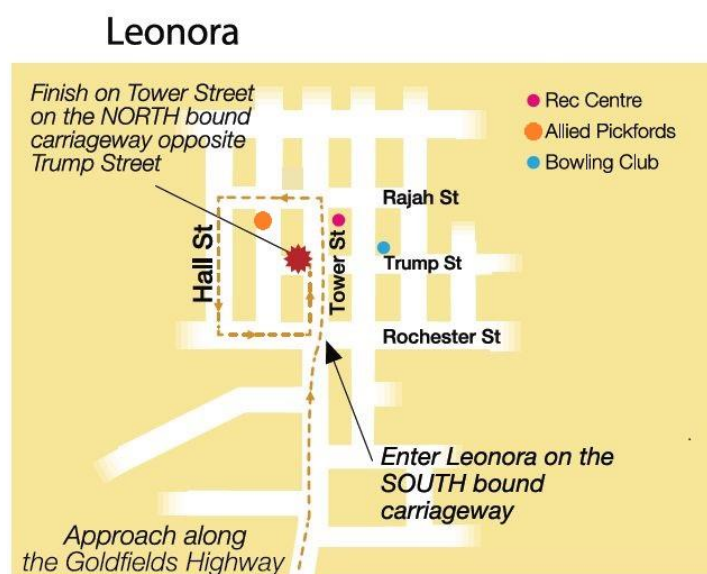 Leonora
Finish on Tower Street
on the NORTH bound
carriageway opposite
Trump Street
Rec Centre
Allied Pickfords
Bowling Club
Rajah St
Hall St
Tower St
Trump St
Rochester St
Enter Leonora on the
SOUTH bound
carriageway
Approach along
the Goldfields Highway